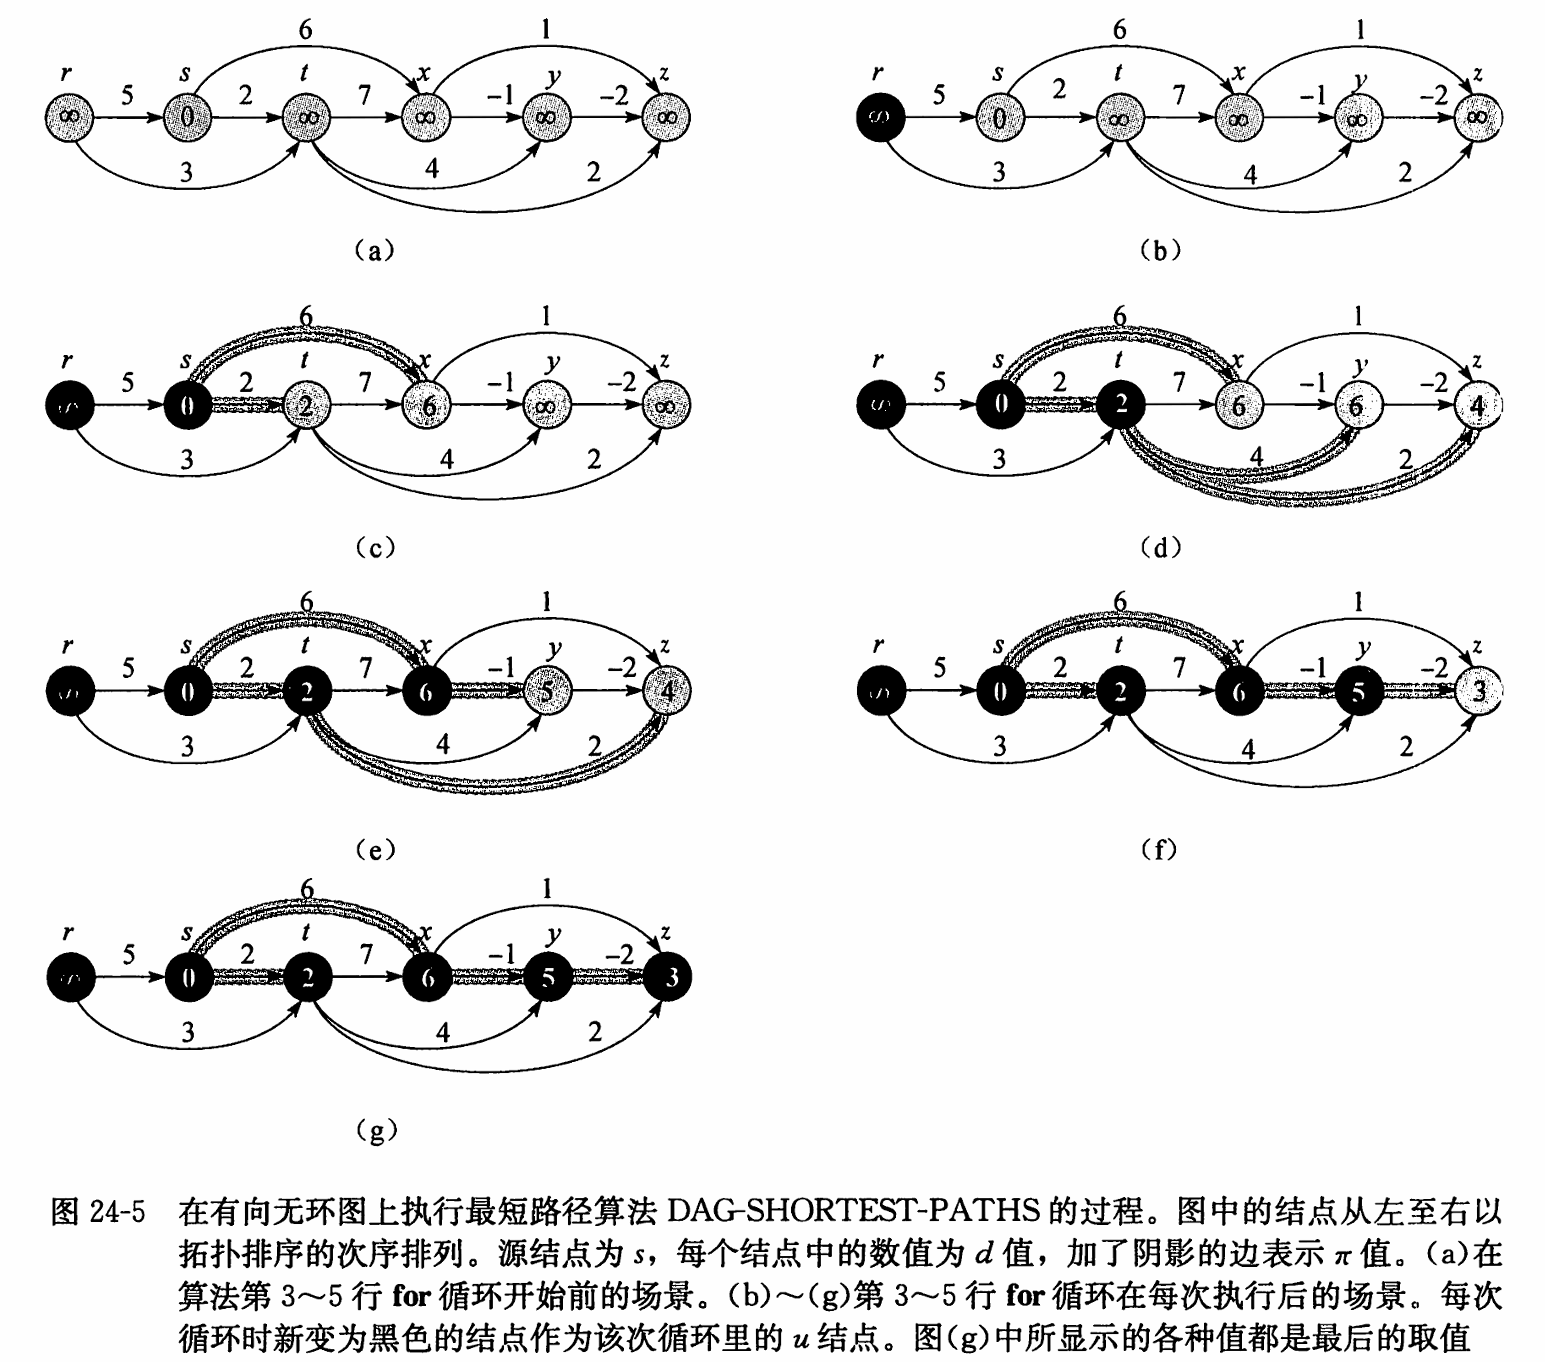 6 1 6 1
r s t x y z r s t x y z
5 2 7 −1 −2 5 2 7 −1 −2
∞ 0 ∞ ∞ ∞ ∞ ∞ 0 ∞ ∞ ∞ ∞
3 4 2 3 4 2
(a) (b)
6 1 6 1
r s t x y z r s t x y z
5 2 7 −1 −2 5 2 7 −1 −2
∞ 0 2 6 ∞ ∞ ∞ 0 2 6 6 4
3 4 2 3 4 2
(c) (d)
6 1 6 1
r s t x y z r s t x y z
5 2 7 −1 −2 5 2 7 −1 −2
∞ 0 2 6 5 4 ∞ 0 2 6 5 3
3 4 2 3 4 2
(e) (f)
6 1
r s t x y z
5 2 7 −1 −2
∞ 0 2 6 5 3
3 4 2
(g)
图 24-5 在有向无环图上执行最短路径算法 DAG-SHORTEST-PATHS 的过程。图中的结点从左至右以
拓扑排序的次序排列。源结点为 s，每个结点中的数值为 d 值，加了阴影的边表示 π 值。(a)在
算法第 3～5 行 for 循环开始前的场景。(b)～(g)第 3～5 行 for 循环在每次执行后的场景。每次
循环时新变为黑色的结点作为该次循环里的 u 结点。图(g)中所显示的各种值都是最后的取值